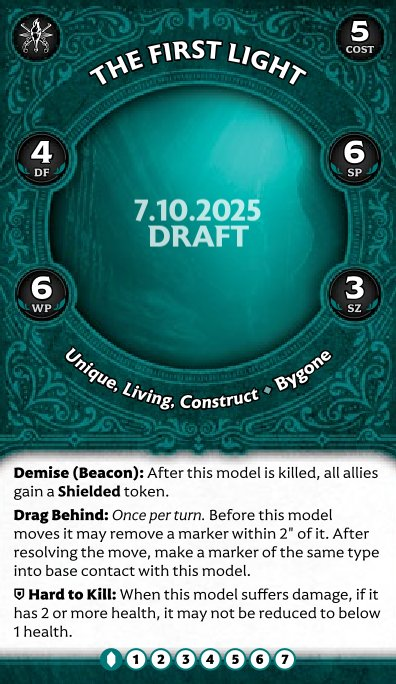 5
COST
THE FIRST LIGHT
4
DF
6
SP
7.10.2025
DRAFT
6
WP
3
SZ
Unique, Living, Construct • Bygone
Demise (Beacon): After this model is killed, all allies
gain a Shielded token.
Drag Behind: Once per turn. Before this model
moves it may remove a marker within 2" of it. After
resolving the move, make a marker of the same type
into base contact with this model.
Hard to Kill: When this model suffers damage, if it
has 2 or more health, it may not be reduced to below
1 health.
1 2 3 4 5 6 7